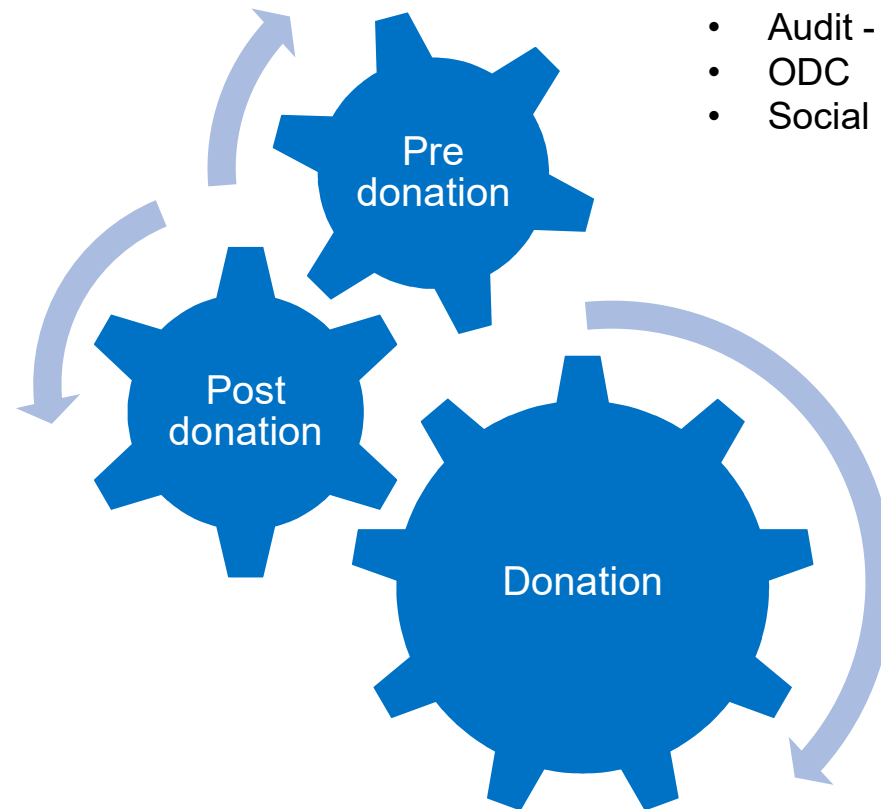 • Audit -
• ODC
• Social
Pre
donation
Post
donation
Donation